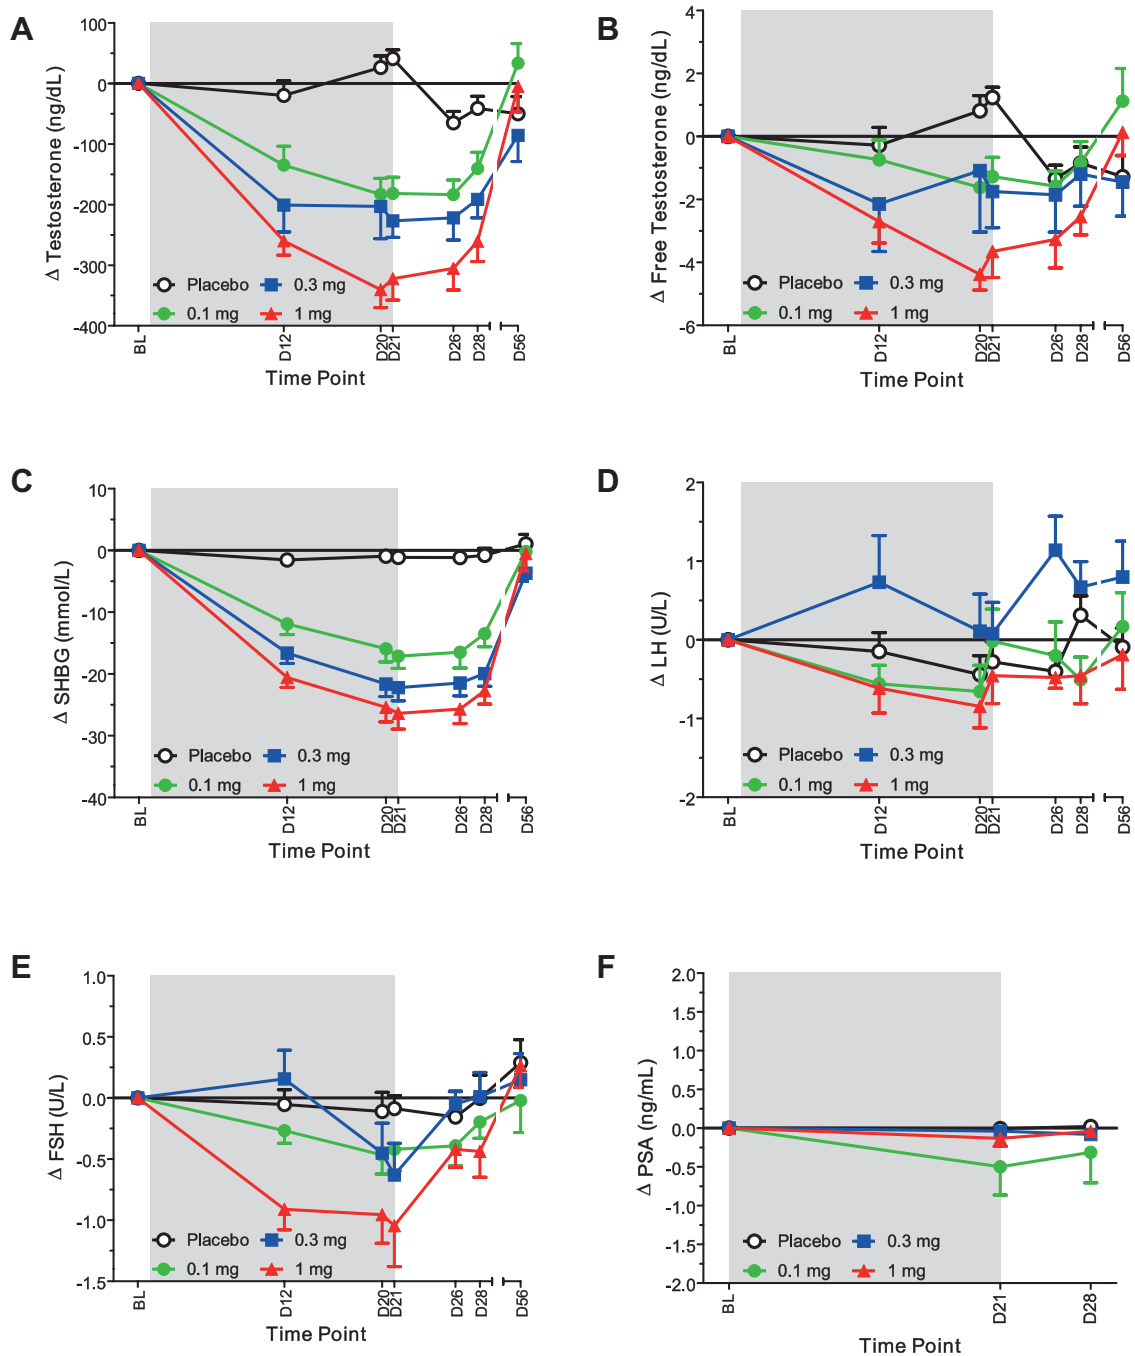 A
Δ Testosterone (ng/dL)
100
0
-100
-200
-300
-400
Placebo
0.3 mg
0.1 mg
1 mg
BL
D12
D20
D21
D26
D28
D56
Time Point
B
Δ Free Testosterone (ng/dL)
4
2
0
-2
-4
-6
Placebo
0.3 mg
0.1 mg
1 mg
BL
D12
D20
D21
D26
D28
D56
Time Point
C
Δ SHBG (mmol/L)
10
0
-10
-20
-30
-40
Placebo
0.3 mg
0.1 mg
1 mg
BL
D12
D20
D21
D26
D28
D56
Time Point
D
Δ LH (U/L)
2
1
0
-1
-2
Placebo
0.3 mg
0.1 mg
1 mg
BL
D12
D20
D21
D26
D28
D56
Time Point
E
Δ FSH (U/L)
1.0
0.5
0.0
-0.5
-1.0
-1.5
Placebo
0.3 mg
0.1 mg
1 mg
BL
D12
D20
D21
D26
D28
D56
Time Point
F
Δ PSA (ng/mL)
2.0
1.5
1.0
0.5
0.0
-0.5
-1.0
-1.5
-2.0
Placebo
0.3 mg
0.1 mg
1 mg
BL
D21
D28
Time Point